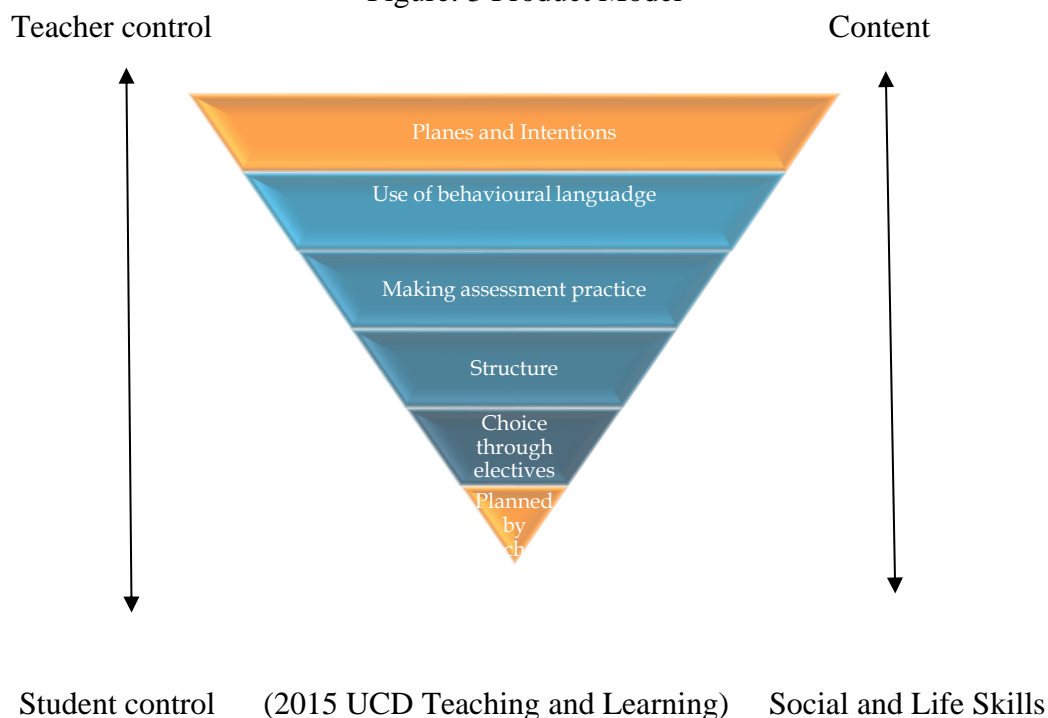 Teacher control
Content
Planes and Intentions
Use of behavioural languadge
Making assessment practice
Structure
Choice
through
electives
Planned
by
Student control (2015 UCD Teaching and Learning) Social and Life Skills